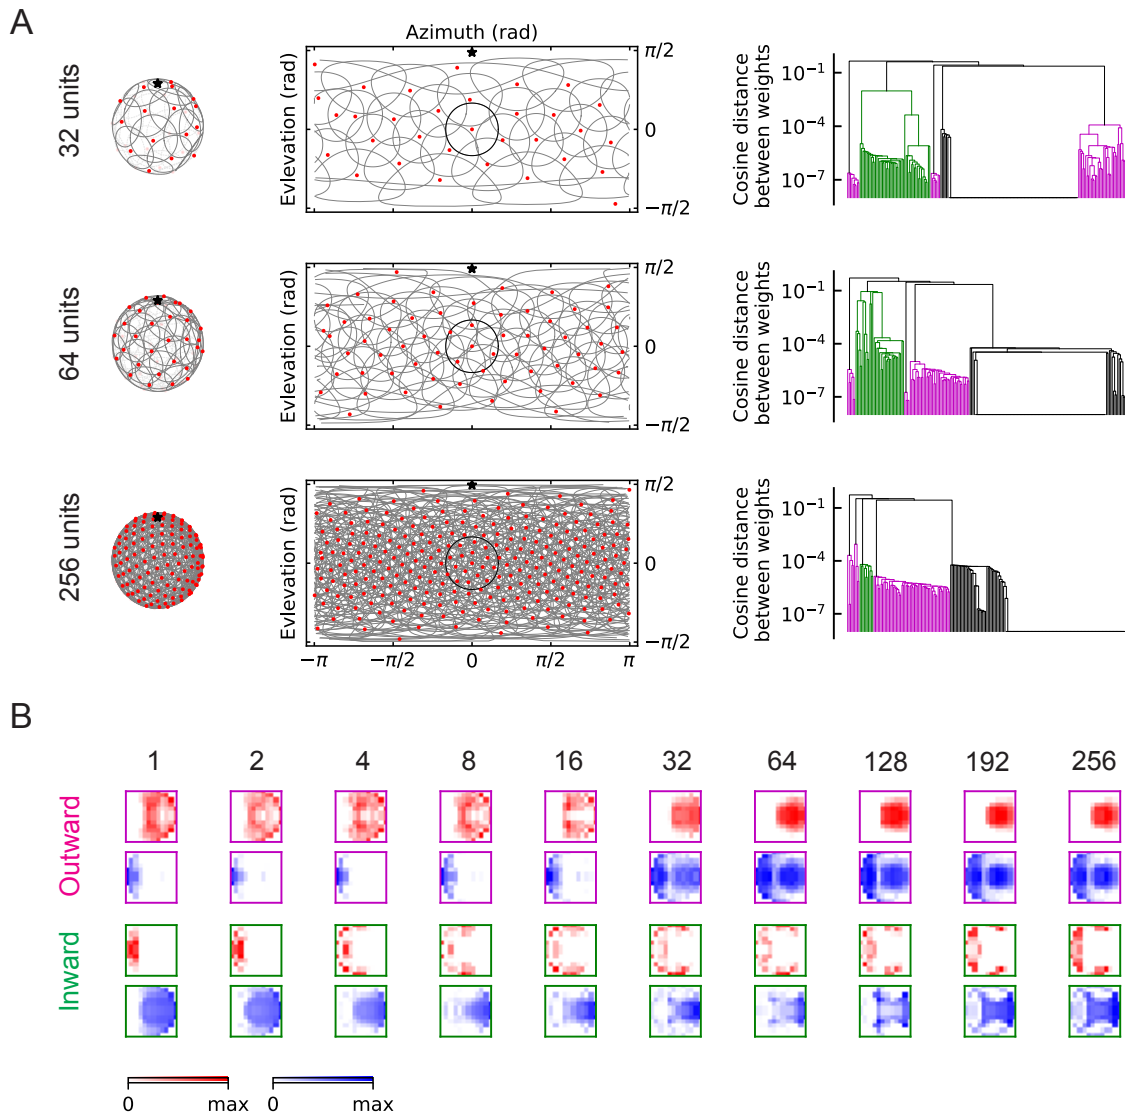 A
Azimuth (rad)
32 units
Evlevation (rad)
π/2
0
−π/2
Cosine distance
between weights
10⁻¹
10⁻⁴
10⁻⁷
64 units
Evlevation (rad)
π/2
0
−π/2
Cosine distance
between weights
10⁻¹
10⁻⁴
10⁻⁷
256 units
Evlevation (rad)
π/2
0
−π/2
−π −π/2 0 π/2 π
Cosine distance
between weights
10⁻¹
10⁻⁴
10⁻⁷
B
1 2 4 8 16 32 64 128 192 256
Outward
Inward
0 max 0 max